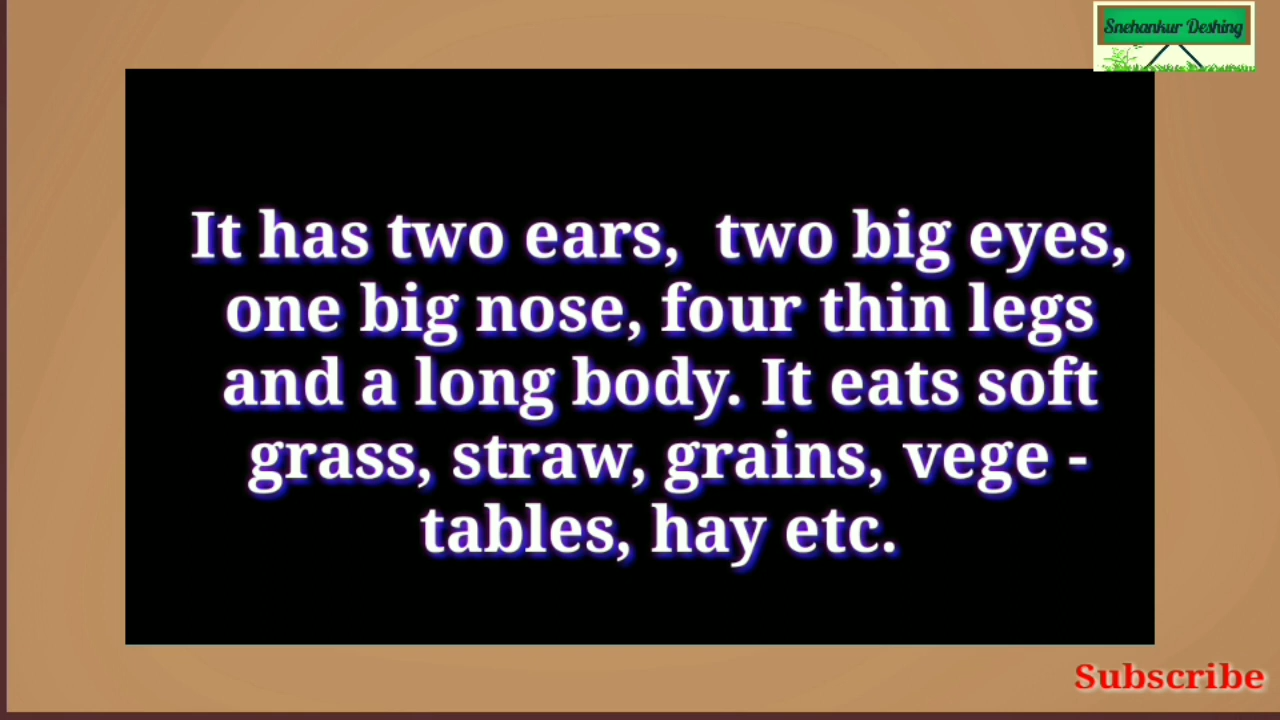 Snehankur Deshing
It has two ears, two big eyes,
one big nose, four thin legs
and a long body. It eats soft
grass, straw, grains, vege -
tables, hay etc.
Subscribe